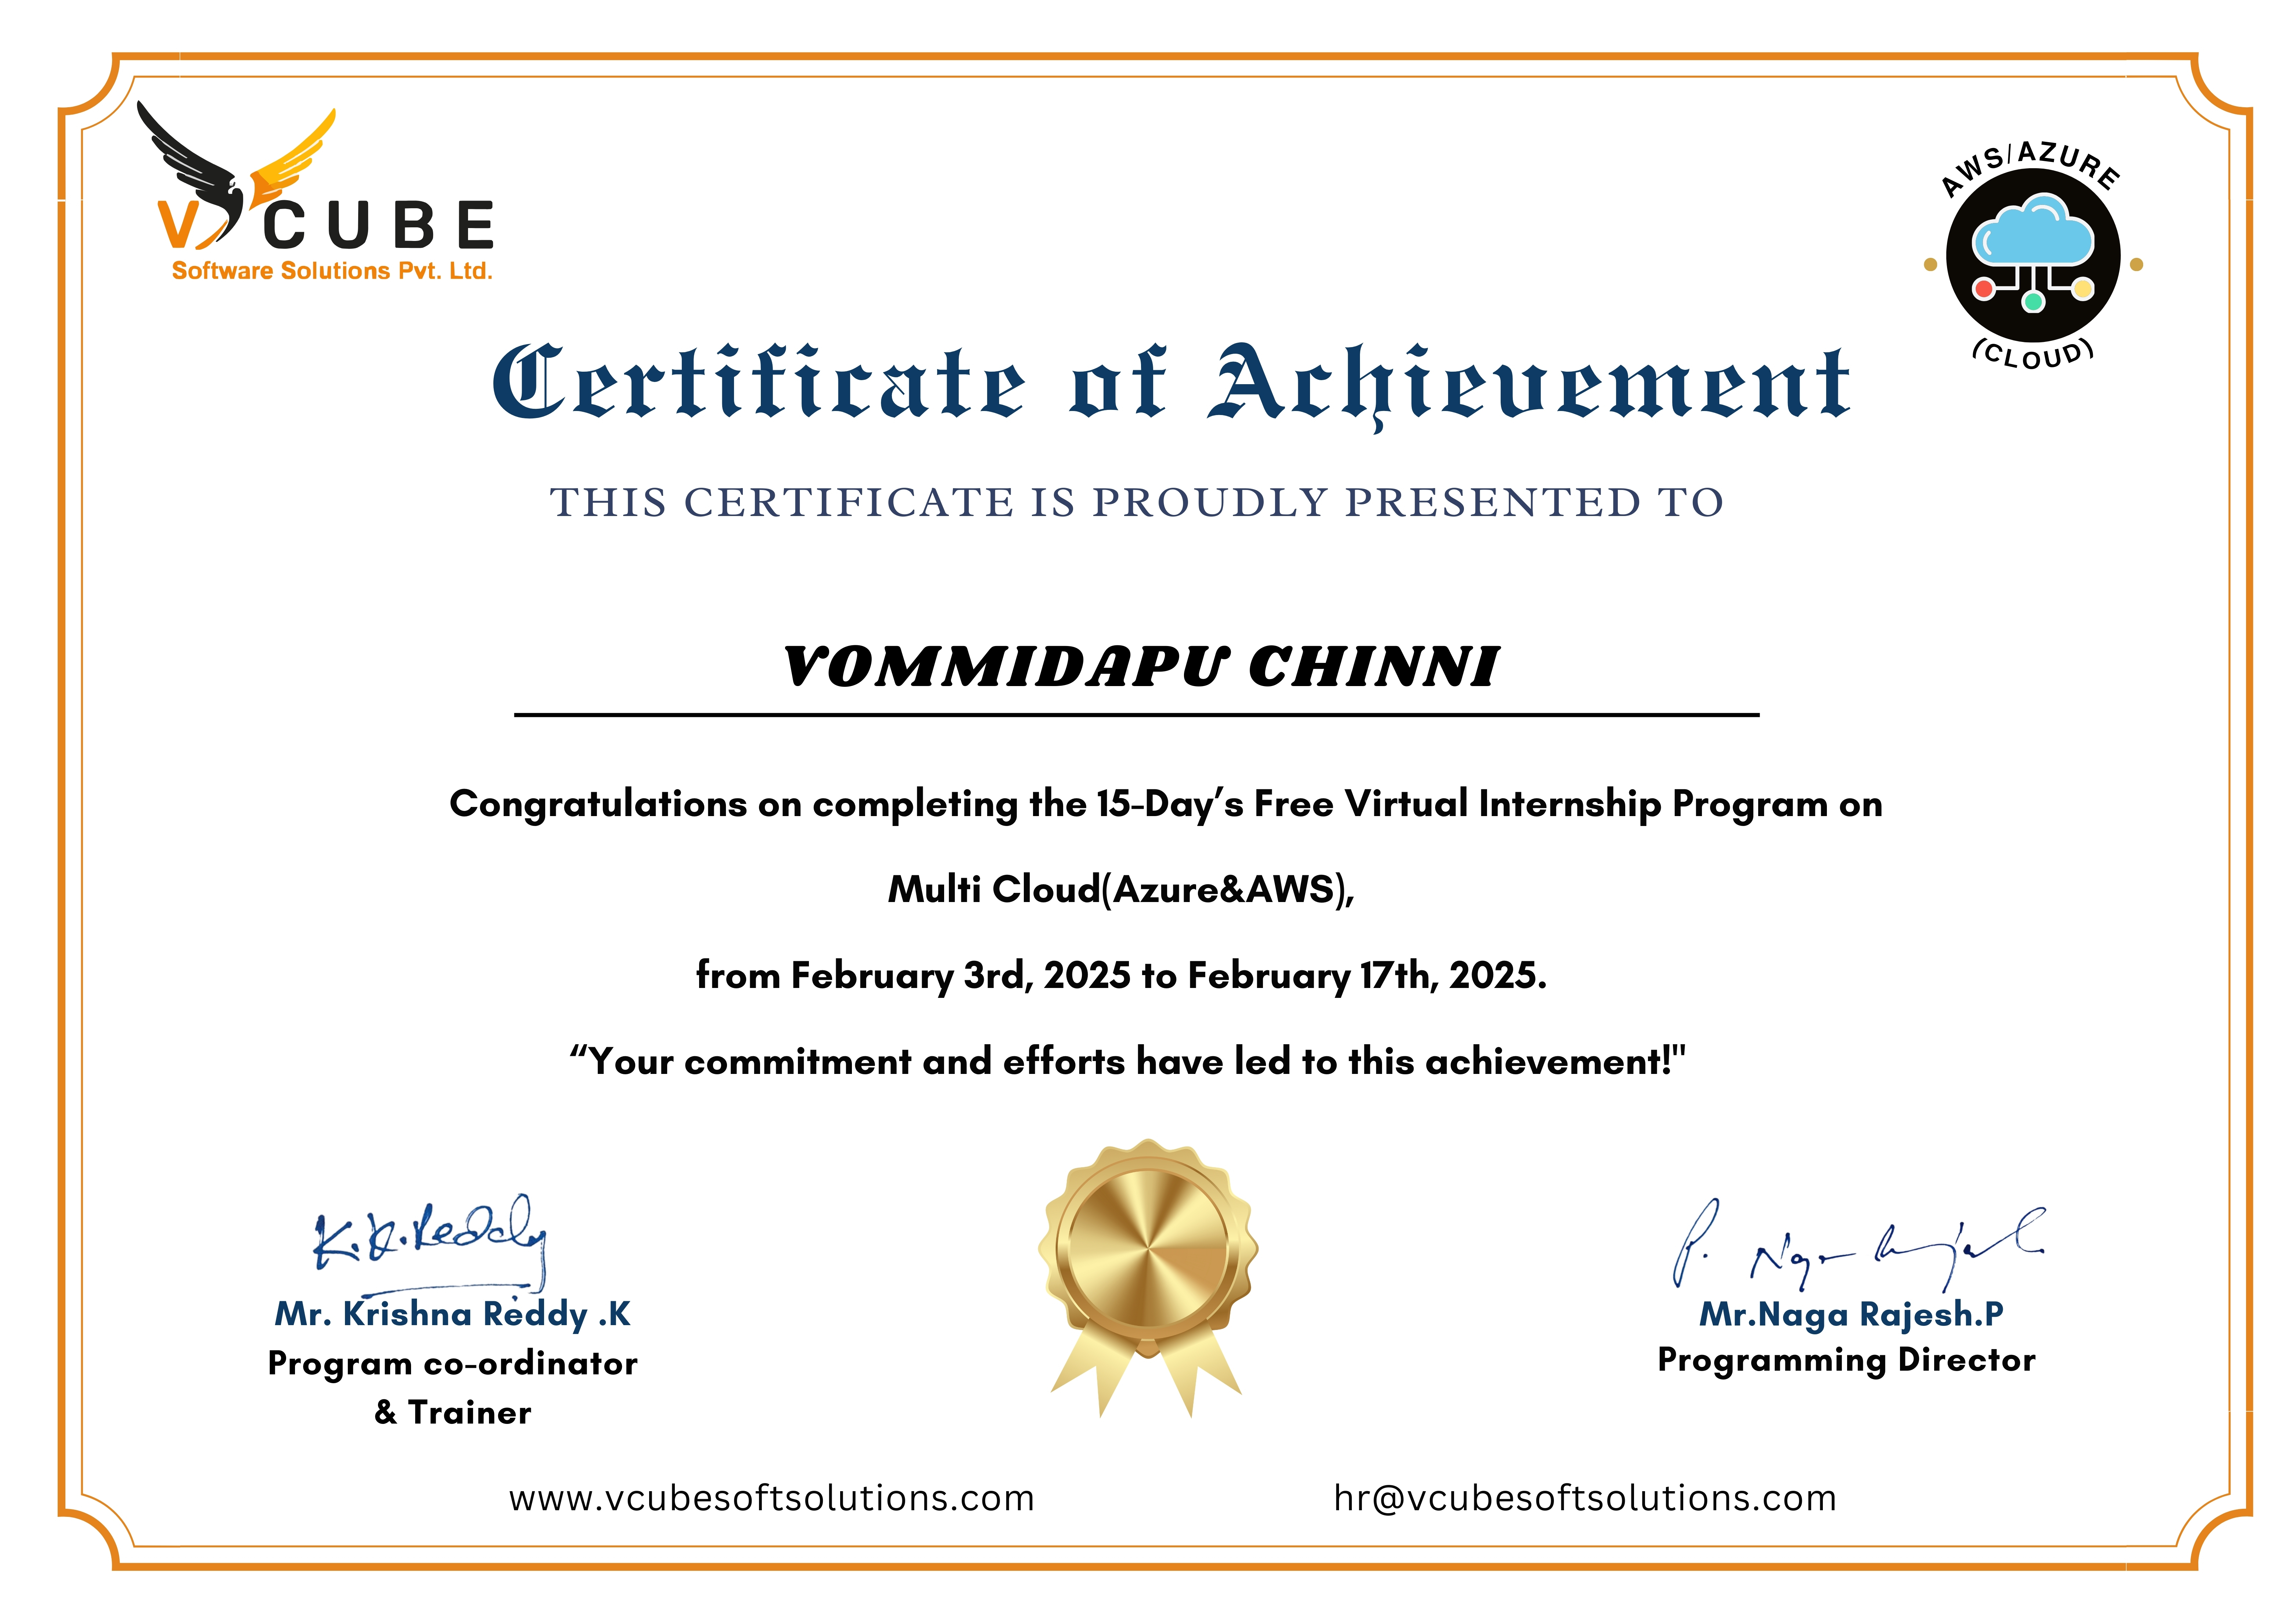 V CUBE
Software Solutions Pvt. Ltd.
AWS/AZURE
(CLOUD)
Certificate of Achievement
THIS CERTIFICATE IS PROUDLY PRESENTED TO
VOMMIDAPU CHINNI
Congratulations on completing the 15-Day’s Free Virtual Internship Program on
Multi Cloud(Azure&AWS),
from February 3rd, 2025 to February 17th, 2025.
“Your commitment and efforts have led to this achievement!"
K.K.Reddy
Mr. Krishna Reddy .K
Program co-ordinator
& Trainer
P. Naga Rajesh
Mr.Naga Rajesh.P
Programming Director
www.vcubesoftsolutions.com
hr@vcubesoftsolutions.com